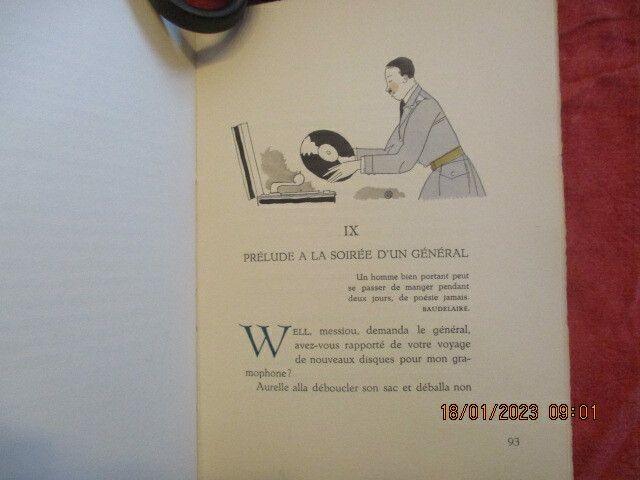 IX
PRÉLUDE A LA SOIRÉE D'UN GÉNÉRAL
Un homme bien portant peut
se passer de manger pendant
deux jours, de poésie jamais.
BAUDELAIRE.
WELL, messiou, demanda le général,
avez-vous rapporté de votre voyage
de nouveaux disques pour mon gra-
mophone?
Aurelle alla déboucler son sac et déballa non
18/01/2023 09:01
93